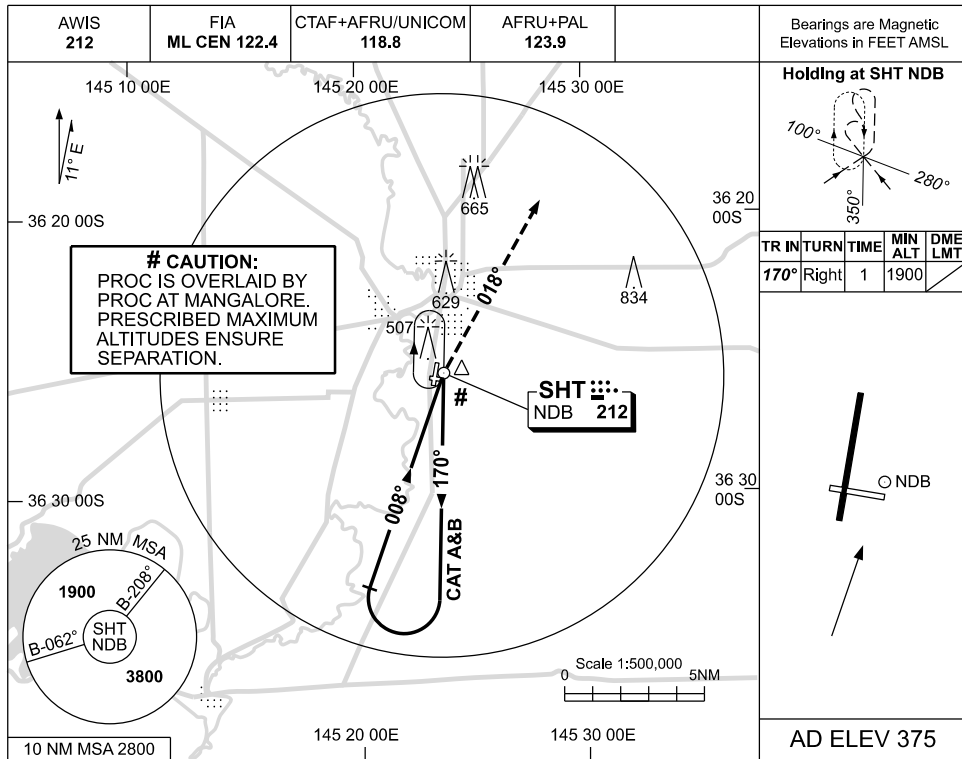 AWIS
212
FIA
ML CEN 122.4
CTAF+AFRU/UNICOM
118.8
AFRU+PAL
123.9
Bearings are Magnetic
Elevations in FEET AMSL
145 10 00E
145 20 00E
145 30 00E
11° E
36 20 00S
36 20
00S
# CAUTION:
PROC IS OVERLAID BY
PROC AT MANGALORE.
PRESCRIBED MAXIMUM
ALTITUDES ENSURE
SEPARATION.
665
629
507
834
018°
#
SHT
NDB 212
008°
170°
CAT A&B
36 30 00S
36 30
00S
25 NM MSA
1900
B-208°
B-062°
SHT
NDB
3800
10 NM MSA 2800
Scale 1:500,000
0 5NM
145 20 00E
145 30 00E
Holding at SHT NDB
100°
280°
350°
TR IN TURN TIME MIN ALT DME LMT
170° Right 1 1900
NDB
AD ELEV 375